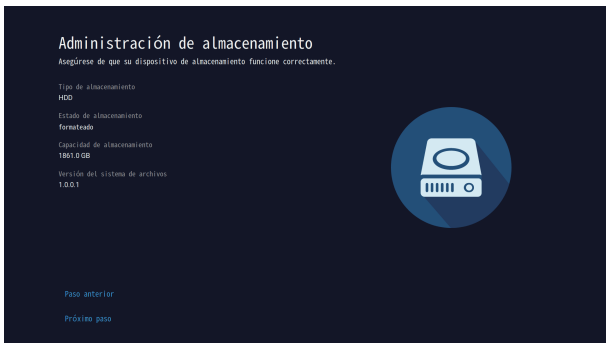 Administración de almacenamiento
Asegúrese de que su dispositivo de almacenamiento funcione correctamente.
Tipo de almacenamiento
HDD
Estado de almacenamiento
formateado
Capacidad de almacenamiento
1861.0 GB
Versión del sistema de archivos
1.0.0.1
Paso anterior
Próximo paso